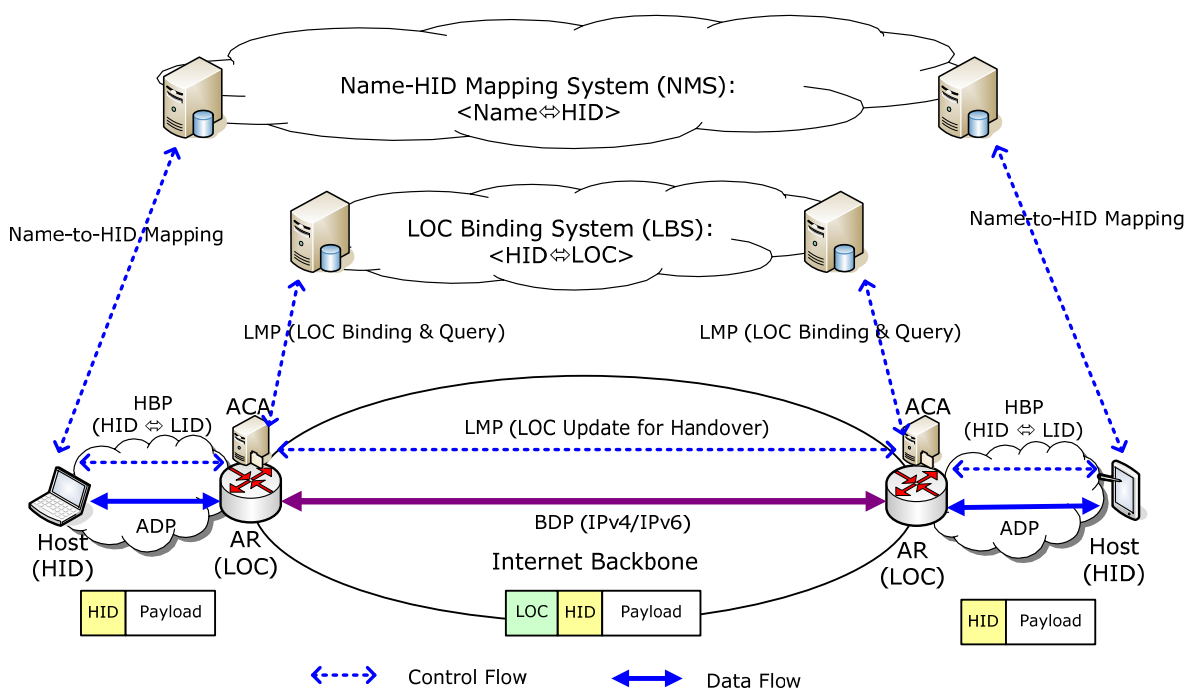 Name-HID Mapping System (NMS):
<Name⇔HID>
LOC Binding System (LBS):
<HID⇔LOC>
Name-to-HID Mapping
Name-to-HID Mapping
LMP (LOC Binding & Query)
LMP (LOC Binding & Query)
HBP
(HID ⇔ LID)
ACA
LMP (LOC Update for Handover)
ACA
HBP
(HID ⇔ LID)
ADP
BDP (IPv4/IPv6)
ADP
Host
(HID)
AR
(LOC)
Internet Backbone
AR
(LOC)
Host
(HID)
HID Payload
LOC HID Payload
HID Payload
Control Flow
Data Flow